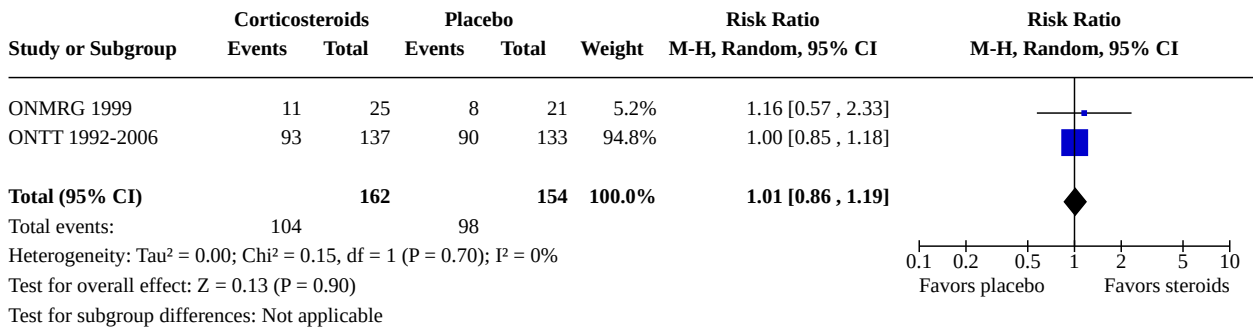 Corticosteroids Placebo Risk Ratio Risk Ratio
Study or Subgroup Events Total Events Total Weight M-H, Random, 95% CI M-H, Random, 95% CI
ONMRG 1999 11 25 8 21 5.2% 1.16 [0.57 , 2.33]
ONTT 1992-2006 93 137 90 133 94.8% 1.00 [0.85 , 1.18]
Total (95% CI) 162 154 100.0% 1.01 [0.86 , 1.19]
Total events: 104 98
Heterogeneity: Tau² = 0.00; Chi² = 0.15, df = 1 (P = 0.70); I² = 0%
0.1 0.2 0.5 1 2 5 10
Test for overall effect: Z = 0.13 (P = 0.90)
Favors placebo Favors steroids
Test for subgroup differences: Not applicable